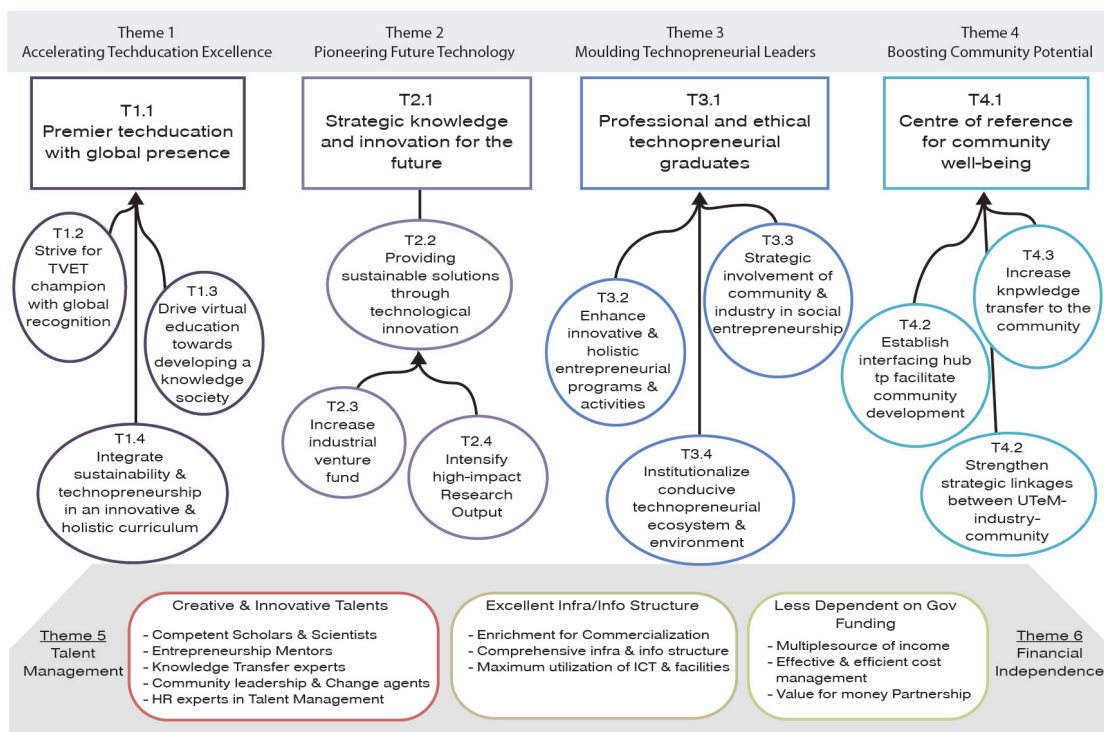 Theme 1
Accelerating Techducation Excellence
Theme 2
Pioneering Future Technology
Theme 3
Moulding Technopreneurial Leaders
Theme 4
Boosting Community Potential
T1.1
Premier techducation
with global presence
T2.1
Strategic knowledge
and innovation for the
future
T3.1
Professional and ethical
technopreneurial
graduates
T4.1
Centre of reference
for community
well-being
T1.2
Strive for
TVET
champion
with global
recognition
T1.3
Drive virtual
education
towards
developing a
knowledge
society
T1.4
Integrate
sustainability &
technopreneurship
in an innovative &
holistic curriculum
T2.2
Providing
sustainable solutions
through
technological
innovation
T2.3
Increase
industrial
venture
fund
T2.4
Intensify
high-impact
Research
Output
T3.2
Enhance
innovative &
holistic
entrepreneurial
programs &
activities
T3.3
Strategic
involvement of
community &
industry in social
entrepreneurship
T3.4
Institutionalize
conducive
technopreneurial
ecosystem &
environment
T4.2
Establish
interfacing hub
tp facilitate
community
development
T4.3
Increase
knpwledge
transfer to the
community
T4.2
Strengthen
strategic linkages
between UTeM-
industry-
community
Theme 5
Talent
Management
Creative & Innovative Talents
- Competent Scholars & Scientists
- Entrepreneurship Mentors
- Knowledge Transfer experts
- Community leadership & Change agents
- HR experts in Talent Management
Excellent Infra/Info Structure
- Enrichment for Commercialization
- Comprehensive infra & info structure
- Maximum utilization of ICT & facilities
Less Dependent on Gov
Funding
- Multiplesource of income
- Effective & efficient cost
management
- Value for money Partnership
Theme 6
Financial
Independence